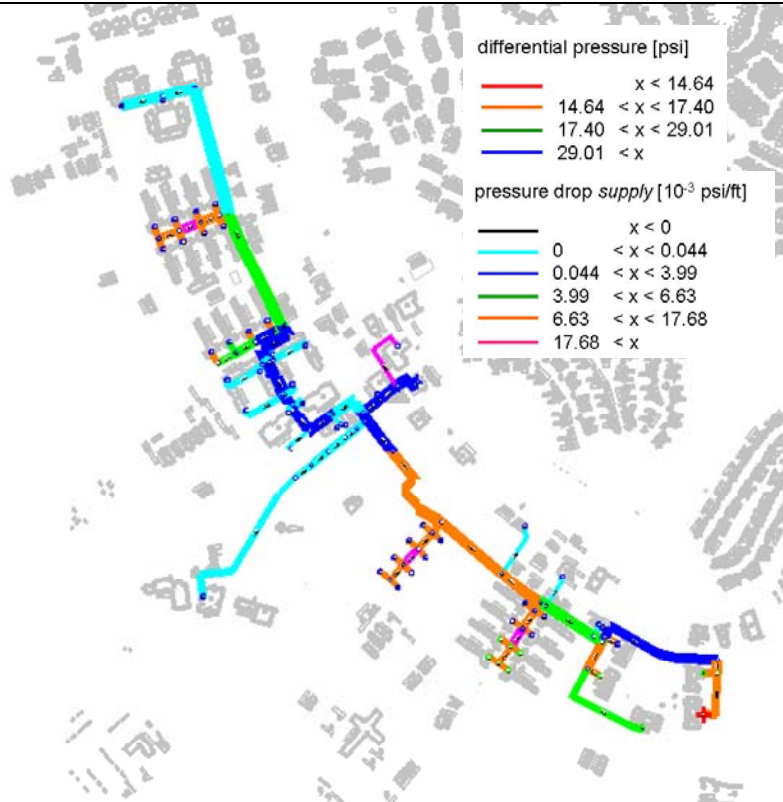 differential pressure [psi]
x < 14.64
14.64 < x < 17.40
17.40 < x < 29.01
29.01 < x
pressure drop supply [10⁻³ psi/ft]
x < 0
0 < x < 0.044
0.044 < x < 3.99
3.99 < x < 6.63
6.63 < x < 17.68
17.68 < x